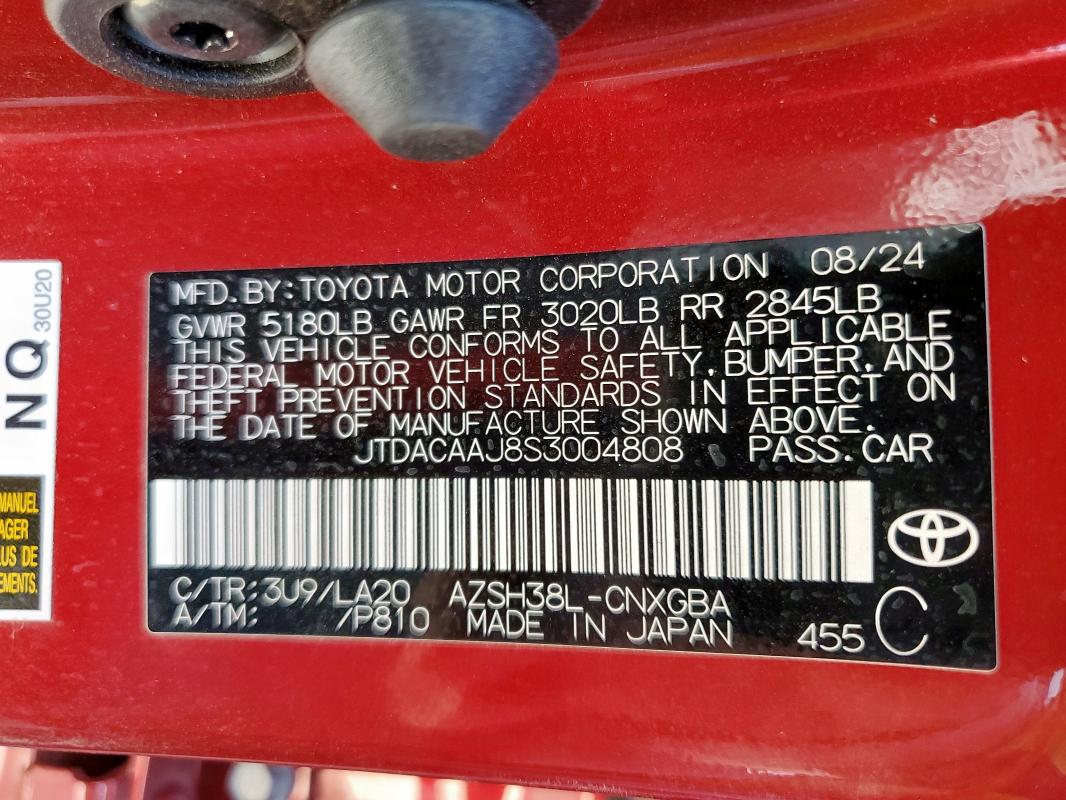 MFD.BY:TOYOTA MOTOR CORPORATION 08/24
GVWR 5180LB GAWR FR 3020LB RR 2845LB
THIS VEHICLE CONFORMS TO ALL APPLICABLE
FEDERAL MOTOR VEHICLE SAFETY,BUMPER,AND
THEFT PREVENTION STANDARDS IN EFFECT ON
THE DATE OF MANUFACTURE SHOWN ABOVE.
JTDACAAJ8S3004808 PASS.CAR
C/TR:3U9/LA20 AZSH38L-CNXGBA
A/TM: /P810 MADE IN JAPAN 455 C
NQ 30U20
MANUEL
AGER
LUS DE
EMENTS.